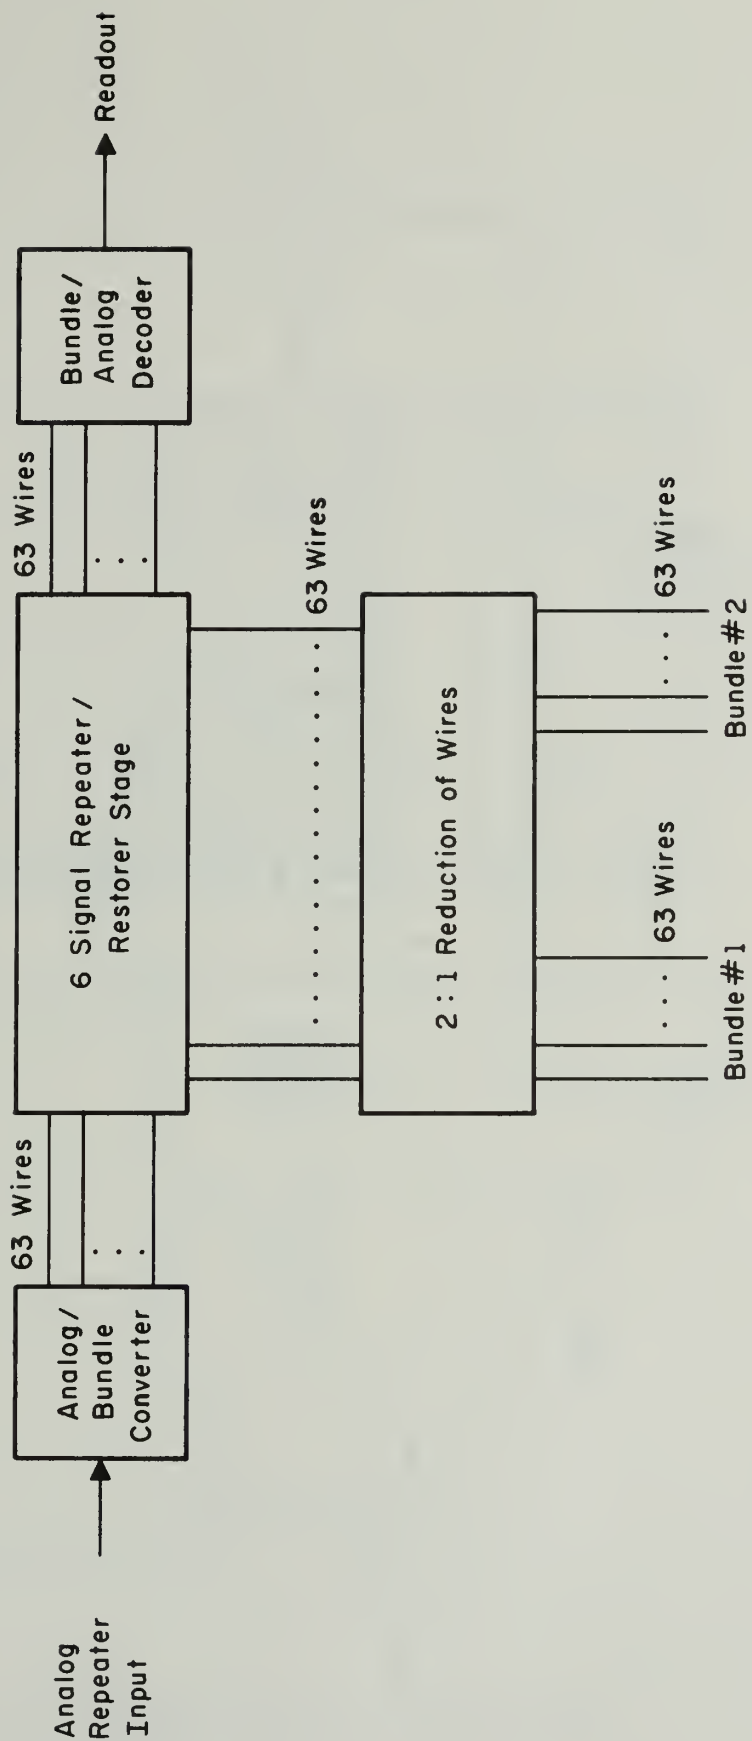 Analog
Repeater
Input
Analog/
Bundle
Converter
63 Wires
. . .
6 Signal Repeater/
Restorer Stage
63 Wires
. . .
Bundle/
Analog
Decoder
Readout
. . . . . . . . . . . . . . . . .
63 Wires
2:1 Reduction of Wires
. . .
63 Wires
Bundle #1
. . .
63 Wires
Bundle #2